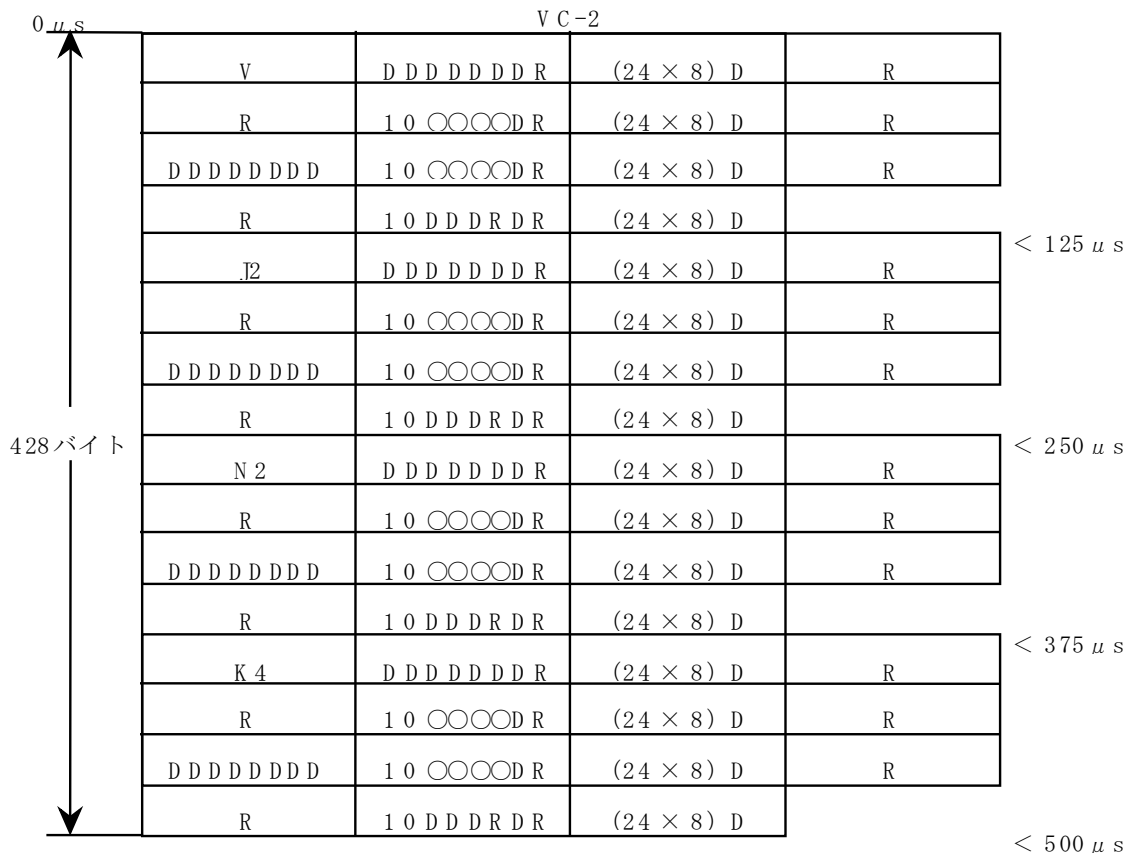 VC-2
0μs
V DDDDDDDR (24×8) D R
R 10○○○○DR (24×8) D R
DDDDDDDD 10○○○○DR (24×8) D R
R 10DDDRDR (24×8) D
< 125μs
J2 DDDDDDDR (24×8) D R
R 10○○○○DR (24×8) D R
DDDDDDDD 10○○○○DR (24×8) D R
R 10DDDRDR (24×8) D
428バイト
< 250μs
N2 DDDDDDDR (24×8) D R
R 10○○○○DR (24×8) D R
DDDDDDDD 10○○○○DR (24×8) D R
R 10DDDRDR (24×8) D
< 375μs
K4 DDDDDDDR (24×8) D R
R 10○○○○DR (24×8) D R
DDDDDDDD 10○○○○DR (24×8) D R
R 10DDDRDR (24×8) D
< 500μs